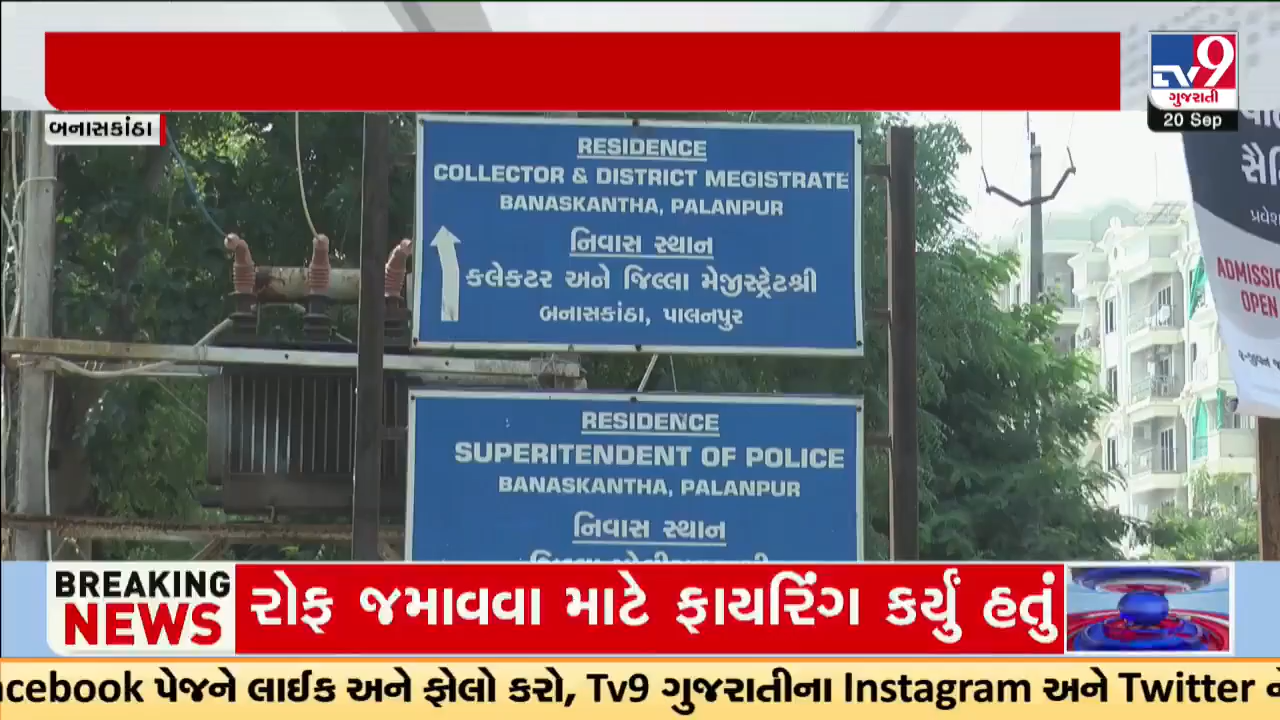 TV9
ગુજરાતી
20 Sep
બનાસકાંઠા
RESIDENCE
COLLECTOR & DISTRICT MEGISTRATE
BANASKANTHA, PALANPUR
નિવાસ સ્થાન
કલેકટર અને જિલ્લા મેજીસ્ટ્રેટશ્રી
બનાસકાંઠા, પાલનપુર
RESIDENCE
SUPERITENDENT OF POLICE
BANASKANTHA, PALANPUR
નિવાસ સ્થાન
ADMISSIO
OPEN
BREAKING
NEWS
રોફ જમાવવા માટે ફાયરિંગ કર્યું હતું
acebook પેજને લાઈક અને ફોલો કરો, Tv9 ગુજરાતીના Instagram અને Twitter